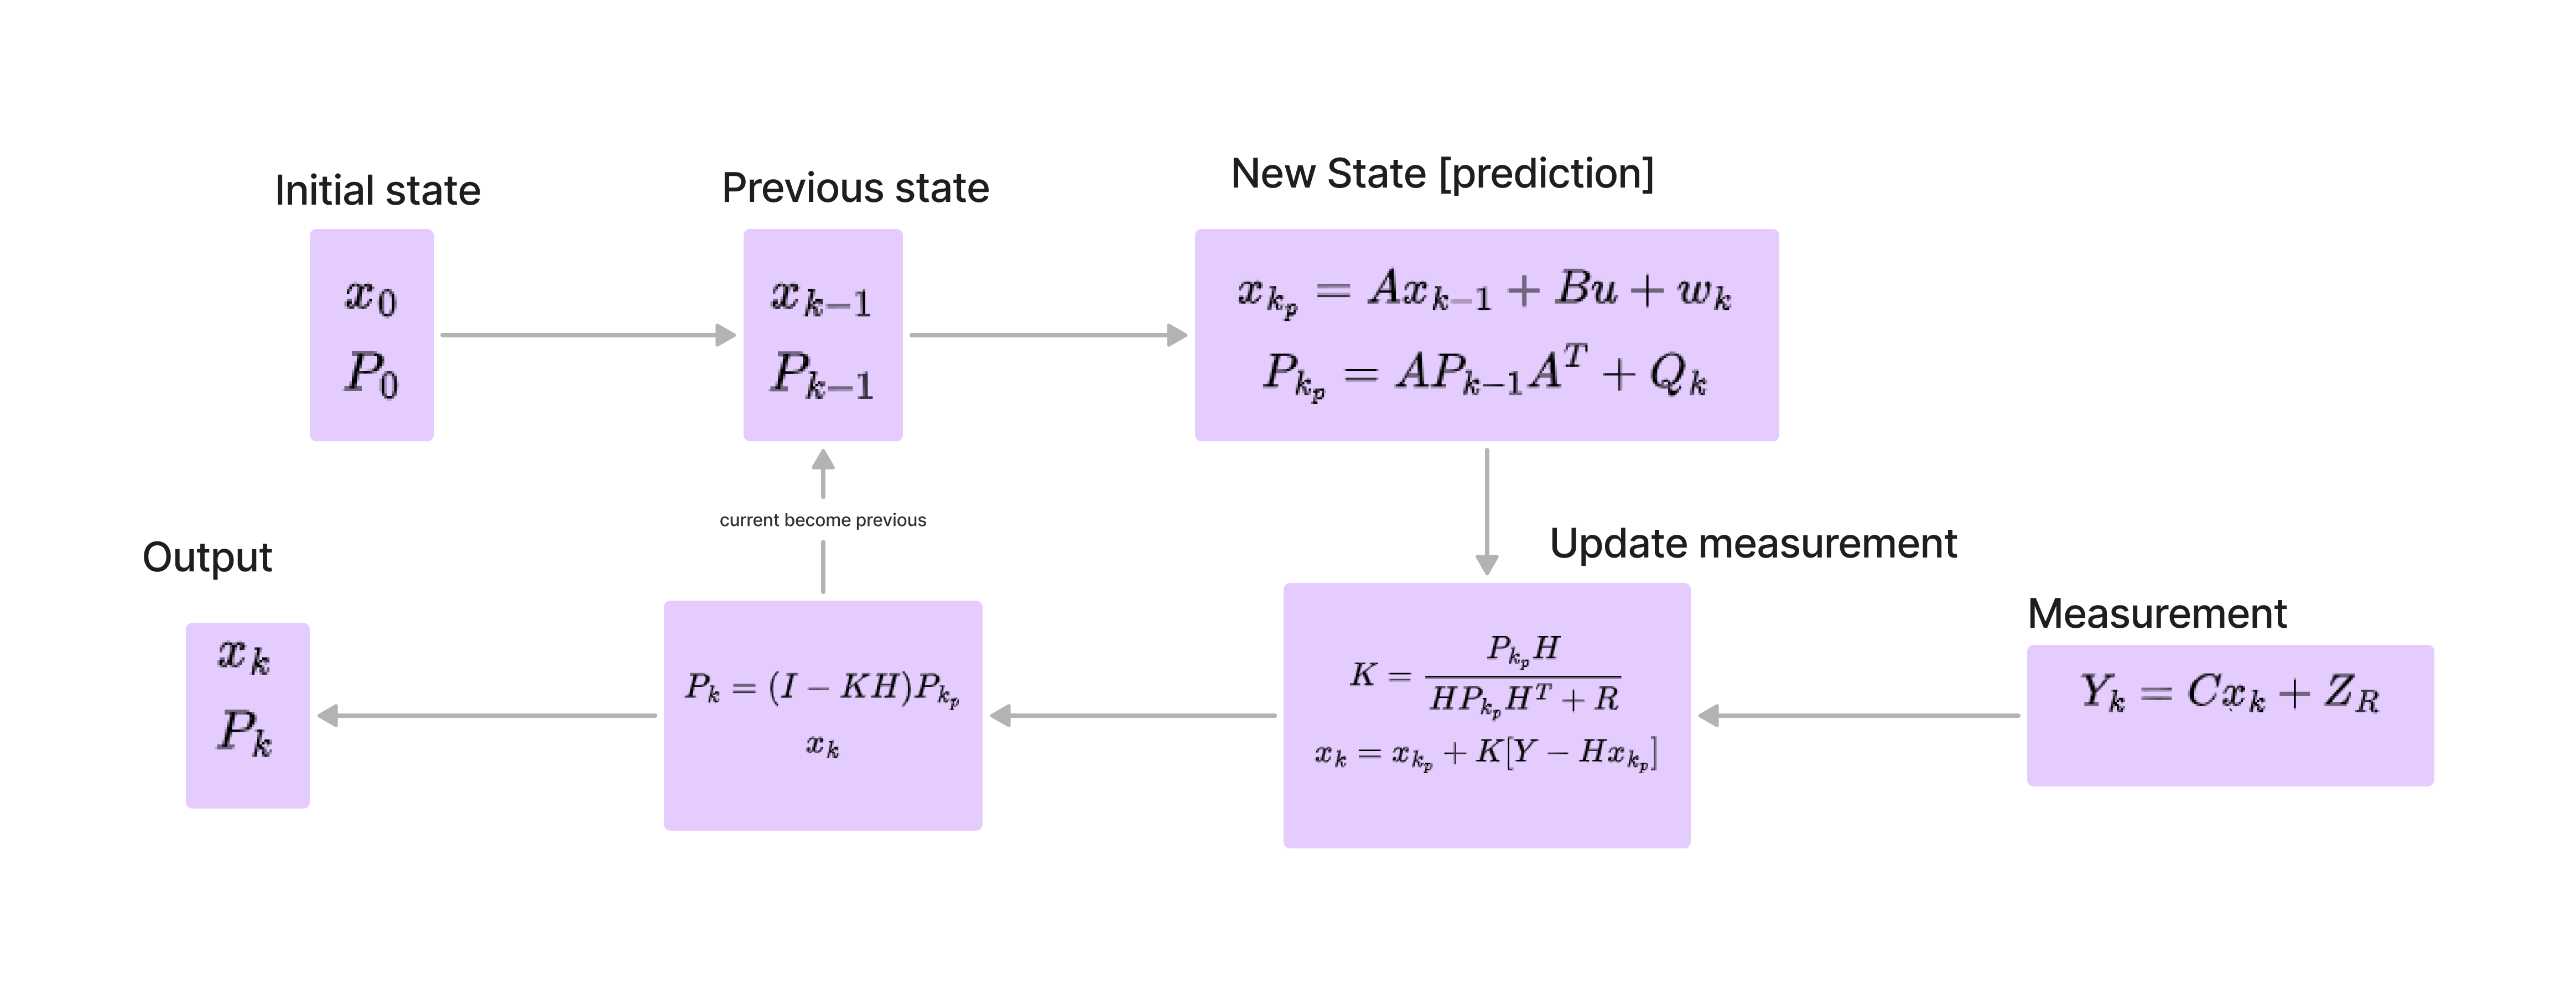 Initial state
x_0
P_0
Previous state
x_{k-1}
P_{k-1}
New State [prediction]
x_{k_p} = Ax_{k-1} + Bu + w_k
P_{k_p} = AP_{k-1}A^T + Q_k
current become previous
Output
x_k
P_k
P_k = (I - KH)P_{k_p}
x_k
Update measurement
K = \frac{P_{k_p}H}{HP_{k_p}H^T + R}
x_k = x_{k_p} + K[Y - Hx_{k_p}]
Measurement
Y_k = Cx_k + Z_R